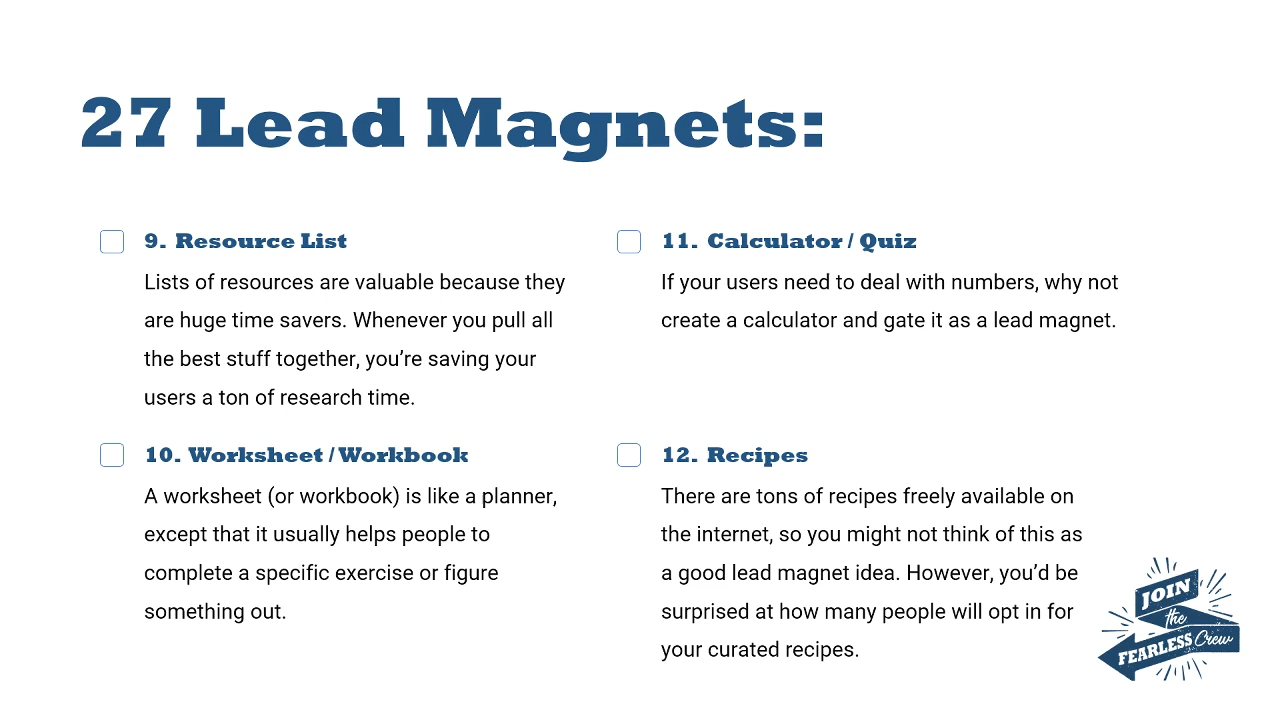 27 Lead Magnets:
9. Resource List
Lists of resources are valuable because they
are huge time savers. Whenever you pull all
the best stuff together, you’re saving your
users a ton of research time.
10. Worksheet / Workbook
A worksheet (or workbook) is like a planner,
except that it usually helps people to
complete a specific exercise or figure
something out.
11. Calculator / Quiz
If your users need to deal with numbers, why not
create a calculator and gate it as a lead magnet.
12. Recipes
There are tons of recipes freely available on
the internet, so you might not think of this as
a good lead magnet idea. However, you’d be
surprised at how many people will opt in for
your curated recipes.
JOIN
the
FEARLESS Crew